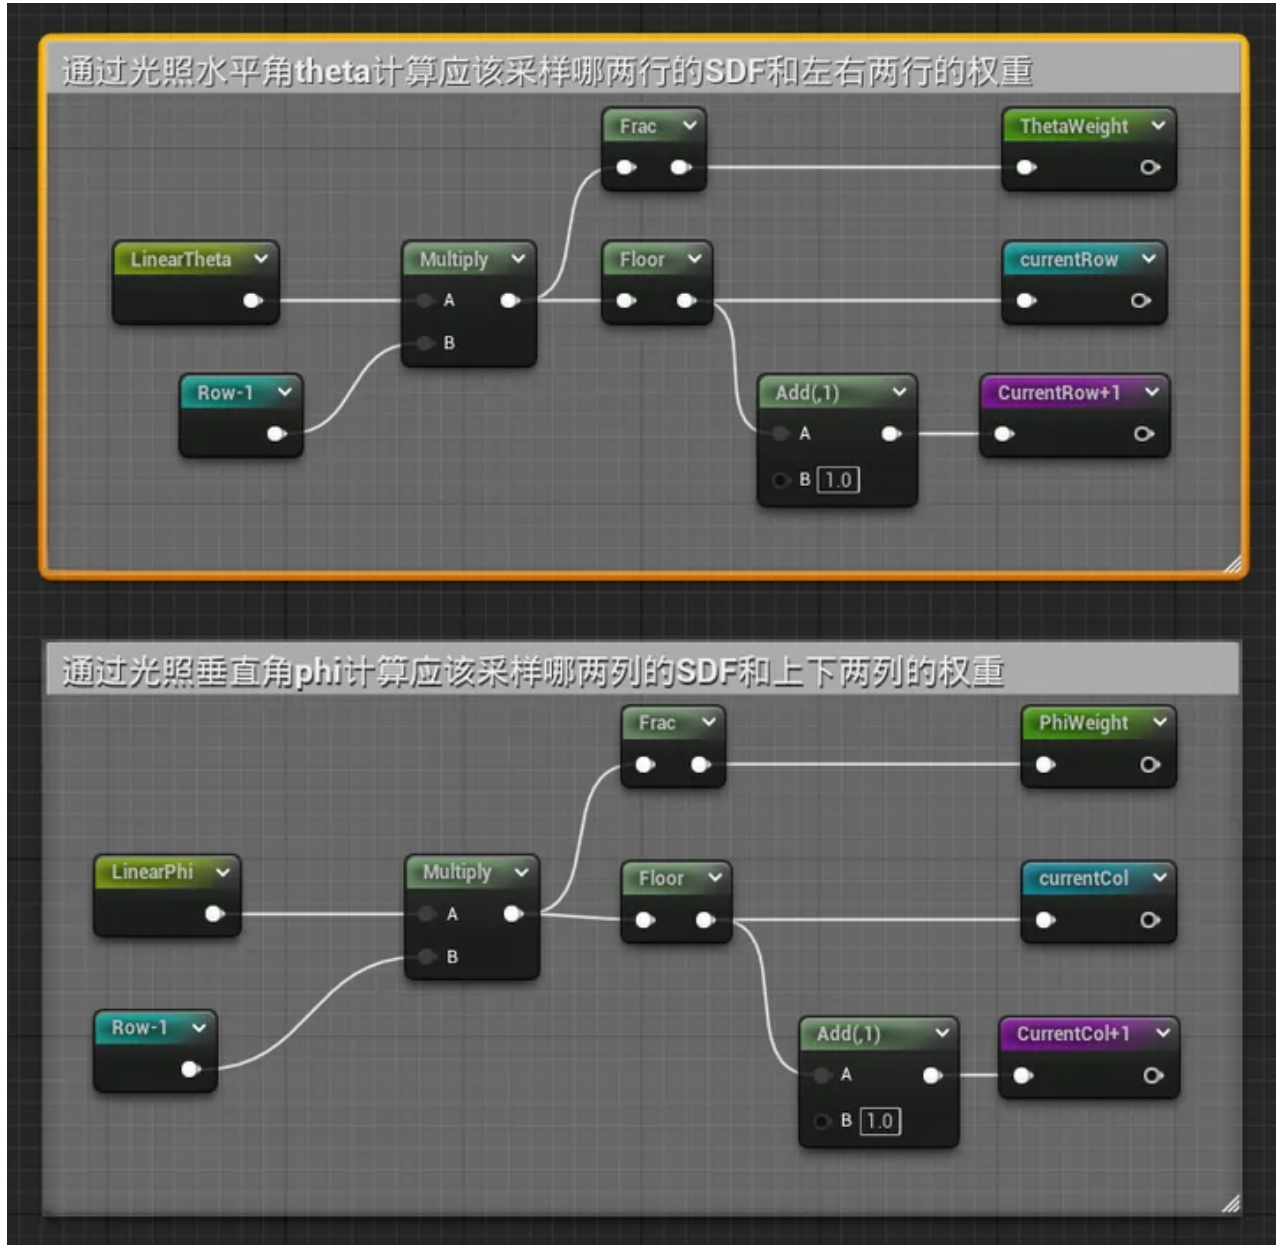 通过光照水平角theta计算应该采样哪两行的SDF和左右两行的权重
Frac
ThetaWeight
LinearTheta
Multiply
Floor
currentRow
A
B
Row-1
Add(,1)
CurrentRow+1
A
B 1.0
通过光照垂直角phi计算应该采样哪两列的SDF和上下两列的权重
Frac
PhiWeight
LinearPhi
Multiply
Floor
currentCol
A
B
Row-1
Add(,1)
CurrentCol+1
A
B 1.0